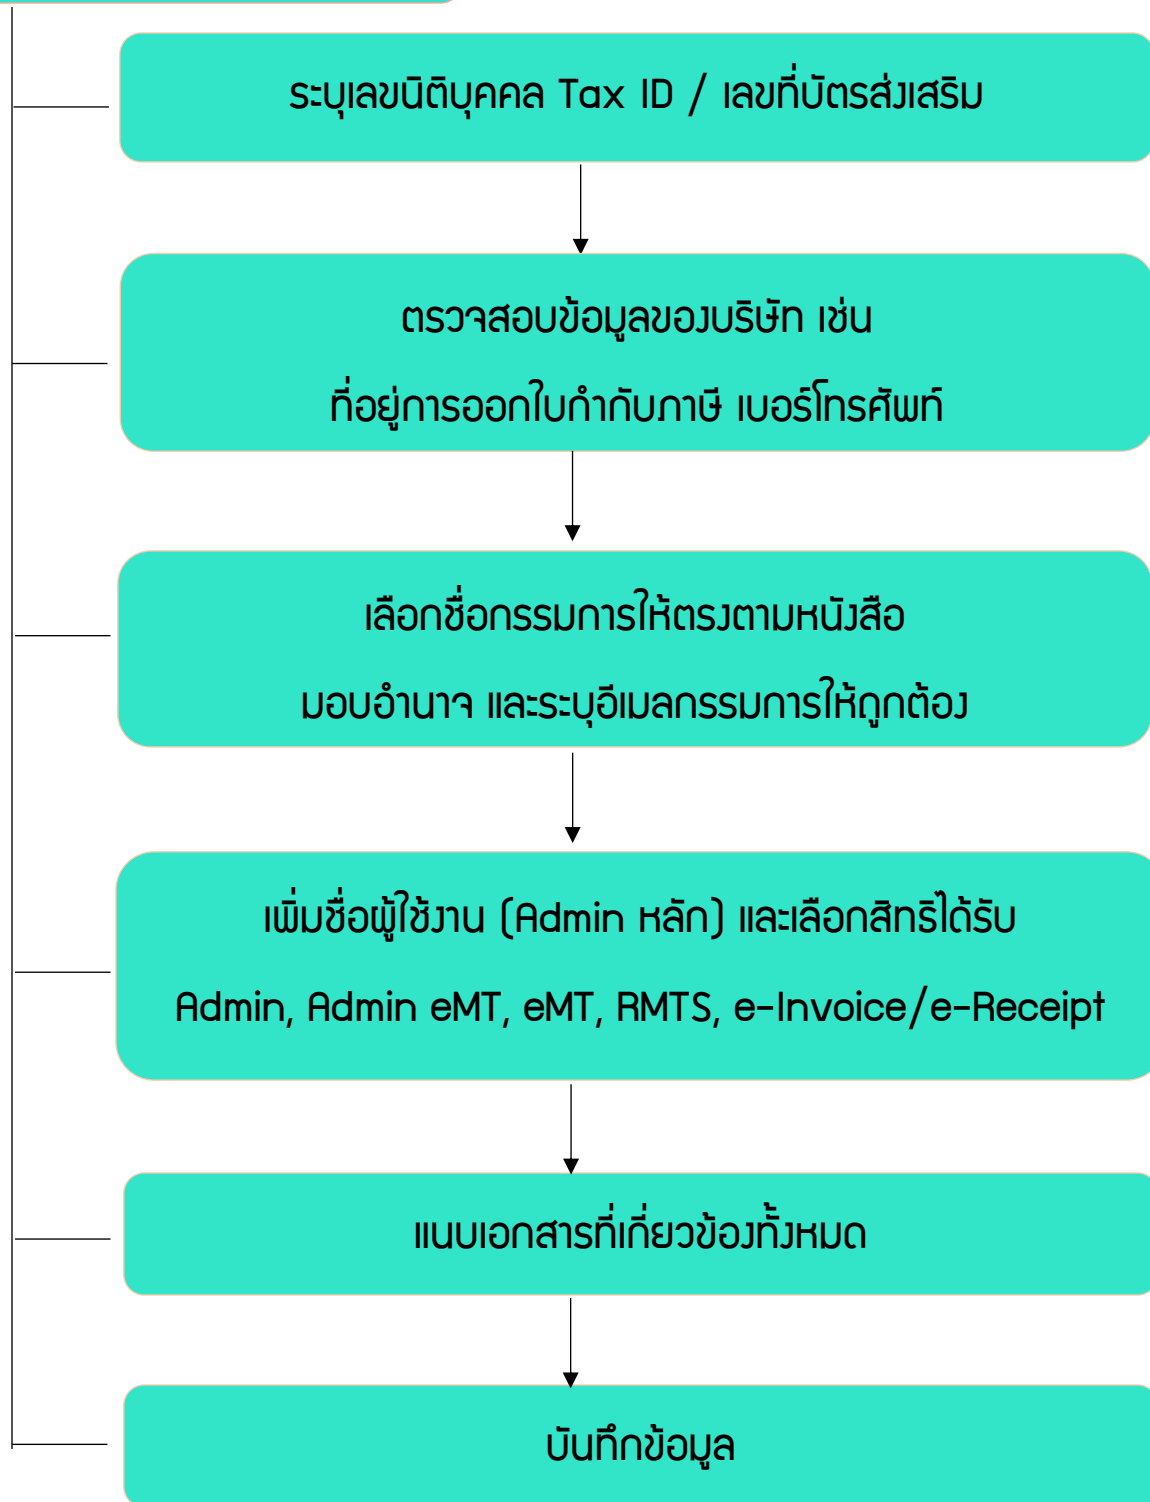 ระบุเลขนิติบุคคล Tax ID / เลขที่บัตรส่งเสริม
ตรวจสอบข้อมูลของบริษัท เช่น
ที่อยู่การออกใบกำกับภาษี เบอร์โทรศัพท์
เลือกชื่อกรรมการให้ตรงตามหนังสือ
มอบอำนาจ และระบุอีเมลกรรมการให้ถูกต้อง
เพิ่มชื่อผู้ใช้งาน (Admin หลัก) และเลือกสิทธิได้รับ
Admin, Admin eMT, eMT, RMTS, e-Invoice/e-Receipt
แนบเอกสารที่เกี่ยวข้องทั้งหมด
บันทึกข้อมูล